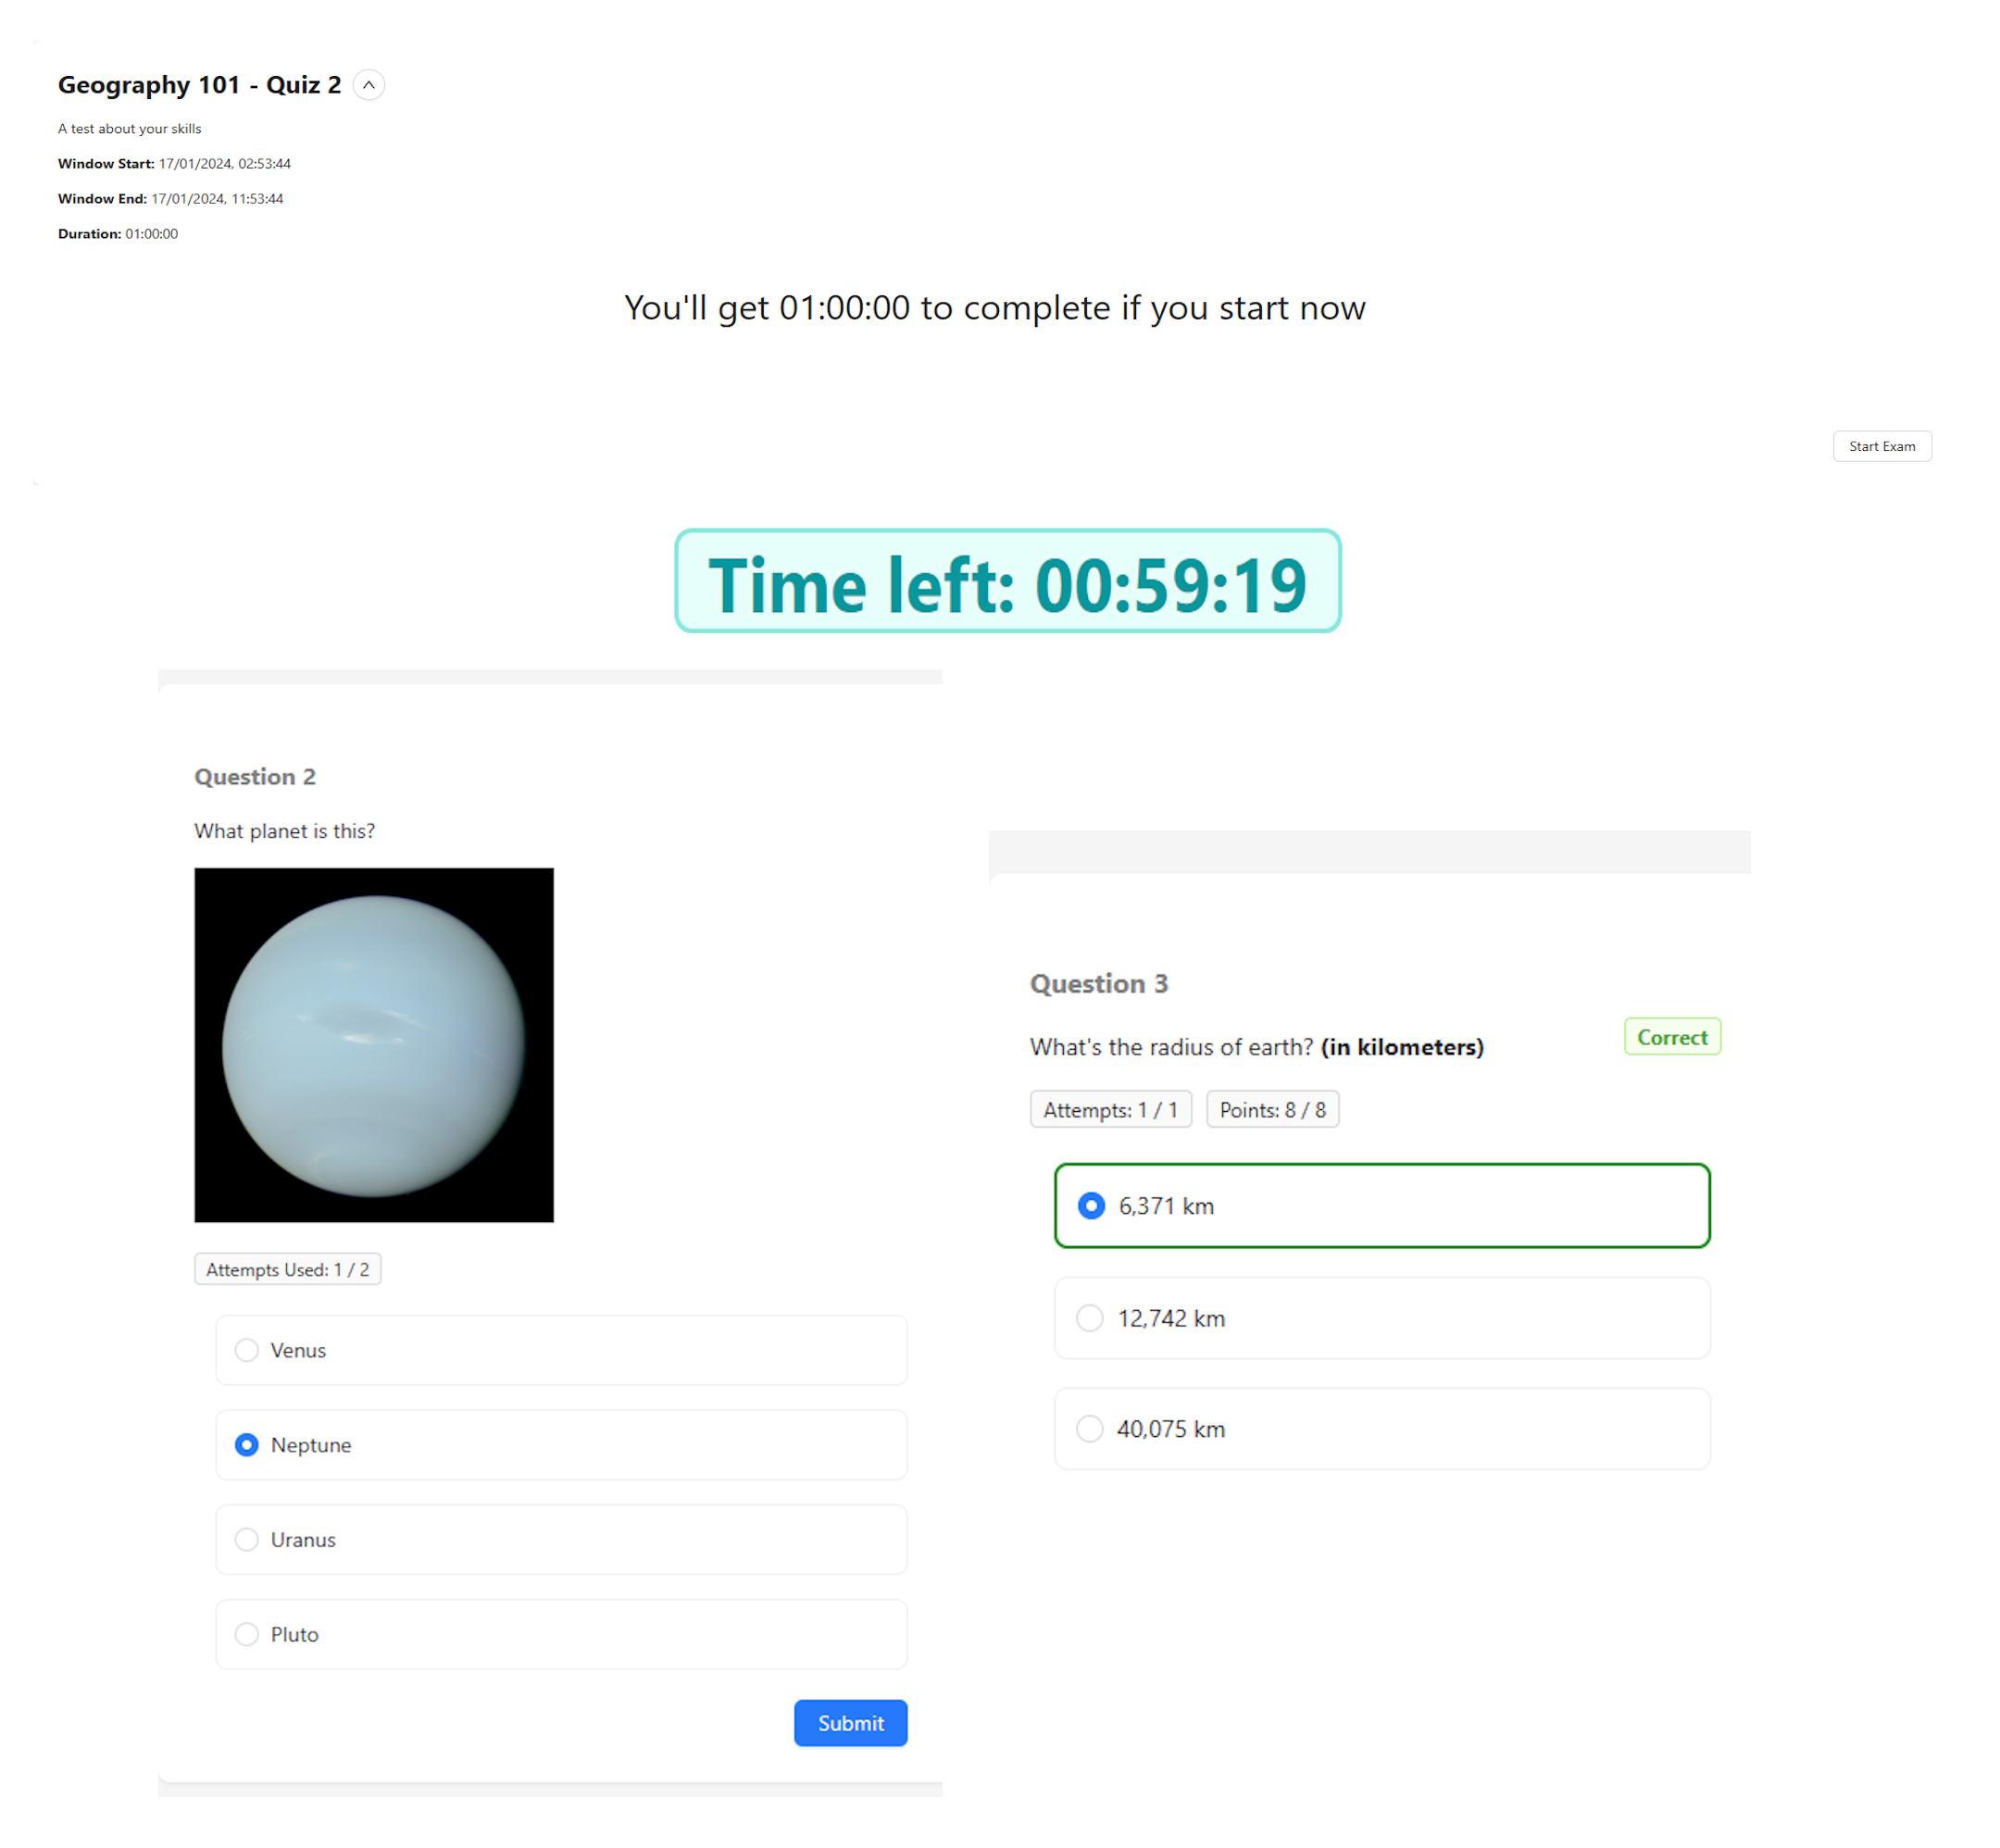 Geography 101 - Quiz 2
A test about your skills
Window Start: 17/01/2024, 02:53:44
Window End: 17/01/2024, 11:53:44
Duration: 01:00:00
You'll get 01:00:00 to complete if you start now
Start Exam
Time left: 00:59:19
Question 2
What planet is this?
Attempts Used: 1 / 2
Venus
Neptune
Uranus
Pluto
Submit
Question 3
What's the radius of earth? (in kilometers)
Correct
Attempts: 1 / 1
Points: 8 / 8
6,371 km
12,742 km
40,075 km